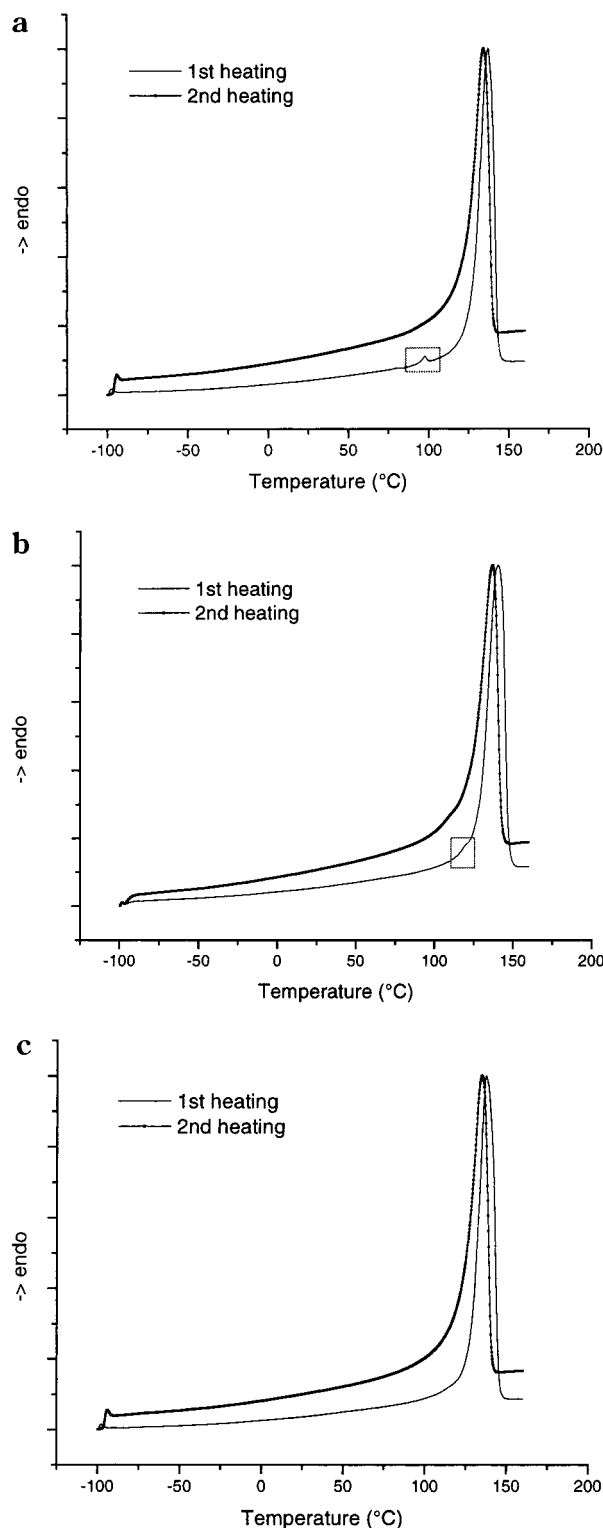 a
1st heating
2nd heating
-> endo
-100 -50 0 50 100 150 200
Temperature (°C)
b
1st heating
2nd heating
-> endo
-100 -50 0 50 100 150 200
Temperature (°C)
c
1st heating
2nd heating
-> endo
-100 -50 0 50 100 150 200
Temperature (°C)